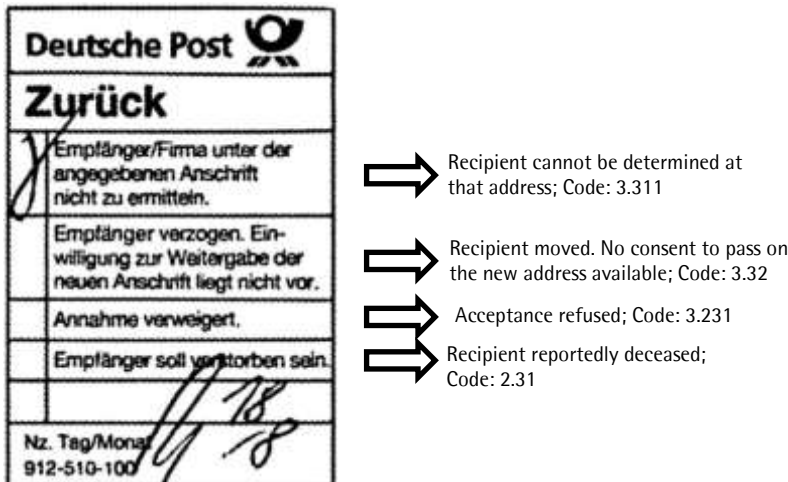 Deutsche Post
Zurück
Empfänger/Firma unter der
angegebenen Anschrift
nicht zu ermitteln.
Empfänger verzogen. Ein-
willigung zur Weitergabe der
neuen Anschrift liegt nicht vor.
Annahme verweigert.
Empfänger soll verstorben sein.
18
Nz. Tag/Monat
8
912-510-100
Recipient cannot be determined at
that address; Code: 3.311
Recipient moved. No consent to pass on
the new address available; Code: 3.32
Acceptance refused; Code: 3.231
Recipient reportedly deceased;
Code: 2.31